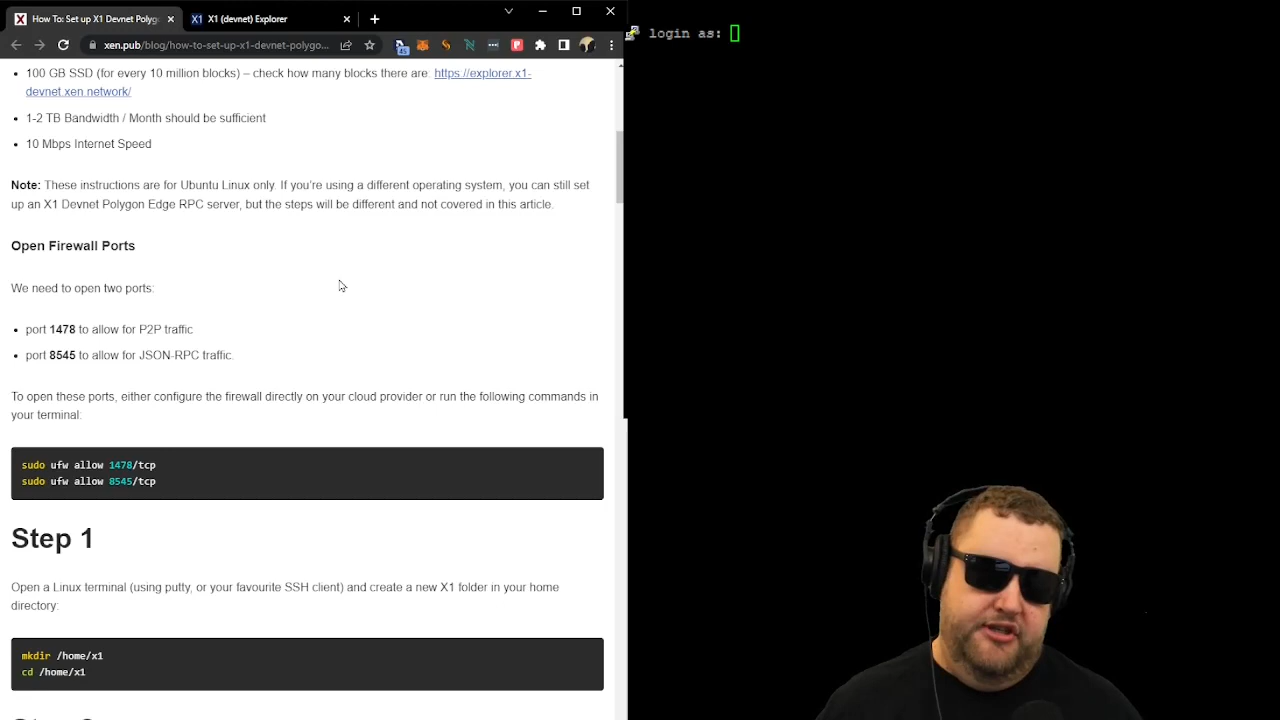 How To: Set up X1 Devnet Polyg
X1 (devnet) Explorer
xen.pub/blog/how-to-set-up-x1-devnet-polygo...
45
login as:
100 GB SSD (for every 10 million blocks) – check how many blocks there are: https://explorer.x1-
devnet.xen.network/
1-2 TB Bandwidth / Month should be sufficient
10 Mbps Internet Speed
Note: These instructions are for Ubuntu Linux only. If you're using a different operating system, you can still set
up an X1 Devnet Polygon Edge RPC server, but the steps will be different and not covered in this article.
Open Firewall Ports
We need to open two ports:
port 1478 to allow for P2P traffic
port 8545 to allow for JSON-RPC traffic.
To open these ports, either configure the firewall directly on your cloud provider or run the following commands in
your terminal:
sudo ufw allow 1478/tcp
sudo ufw allow 8545/tcp
Step 1
Open a Linux terminal (using putty, or your favourite SSH client) and create a new X1 folder in your home
directory:
mkdir /home/x1
cd /home/x1